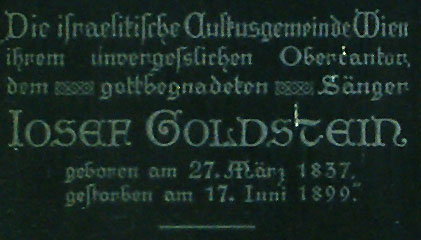 Die israelitische Cultusgemeinde Wien
ihrem unvergesslichen Obercantor,
dem gottbegnadeten Sänger
IOSEF GOLDSTEIN
geboren am 27. März 1837,
gestorben am 17. Iuni 1899.